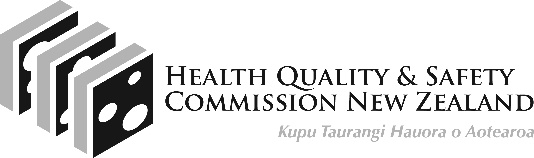 HEALTH QUALITY & SAFETY
COMMISSION NEW ZEALAND
Kupu Taurangi Hauora o Aotearoa